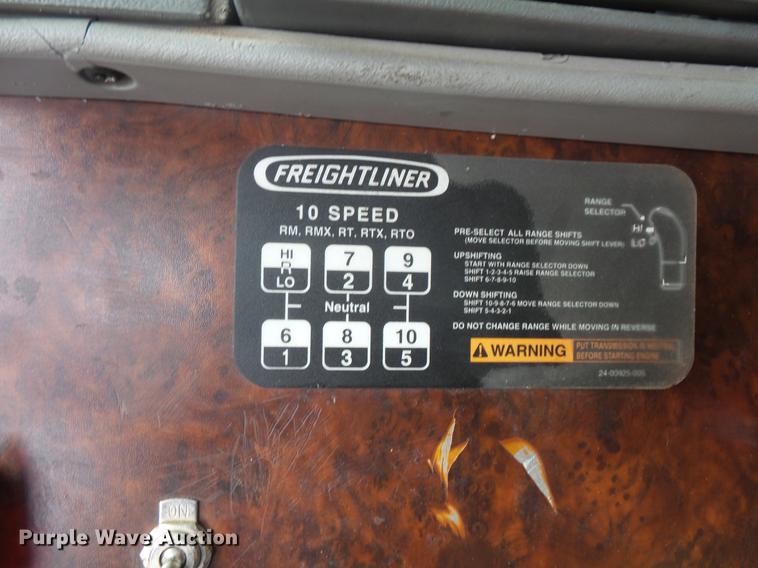 FREIGHTLINER
10 SPEED
RM, RMX, RT, RTX, RTO
HI
R
LO
7
2
9
4
Neutral
6
1
8
3
10
5
RANGE
SELECTOR
HI
LO
PRE-SELECT ALL RANGE SHIFTS
(MOVE SELECTOR BEFORE MOVING SHIFT LEVER)
UPSHIFTING
START WITH RANGE SELECTOR DOWN
SHIFT 1-2-3-4-5 RAISE RANGE SELECTOR
SHIFT 6-7-8-9-10
DOWN SHIFTING
SHIFT 10-9-8-7-6 MOVE RANGE SELECTOR DOWN
SHIFT 5-4-3-2-1
DO NOT CHANGE RANGE WHILE MOVING IN REVERSE
WARNING
PUT TRANSMISSION IS NEUTRAL
BEFORE STARTING ENGINE
24-00925-005
ON
Purple Wave Auction